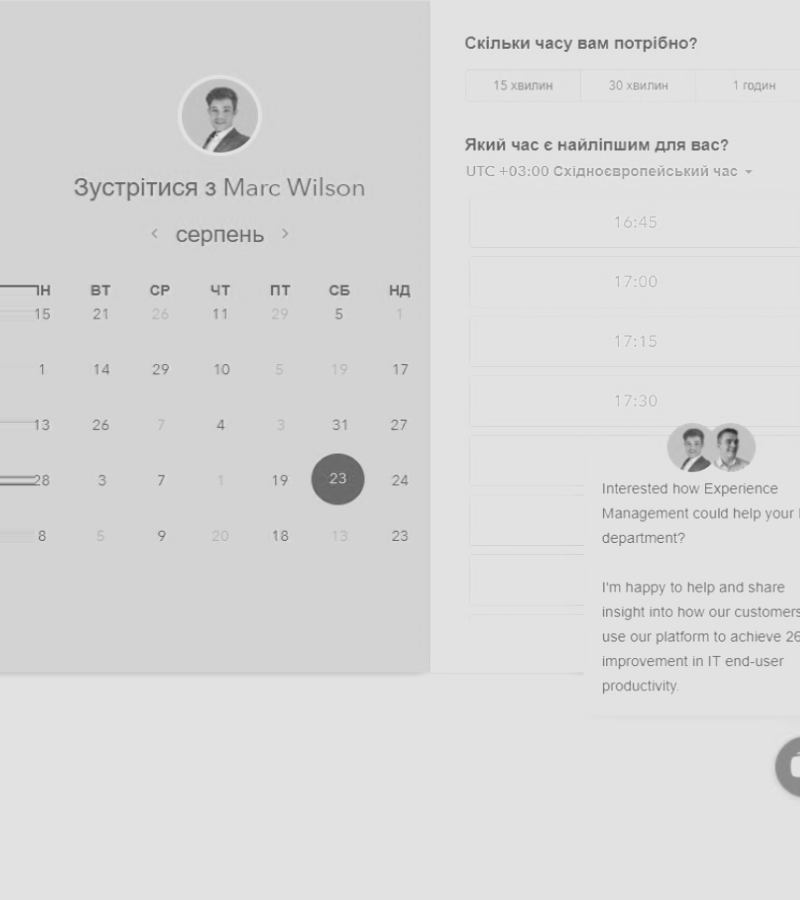 Зустрітися з Marc Wilson
серпень
ВТ СР ЧТ ПТ СБ НД
15 21 26 11 29 5 1
1 14 29 10 5 19 17
13 26 7 4 3 31 27
28 3 7 1 19 23 24
8 5 9 20 18 13 23
Скільки часу вам потрібно?
15 хвилин 30 хвилин 1 годин
Який час є найліпшим для вас?
UTC +03:00 Східноєвропейський час
16:45
17:00
17:15
17:30
Interested how Experience
Management could help your
department?
I'm happy to help and share
insight into how our customers
use our platform to achieve 26
improvement in IT end-user
productivity.